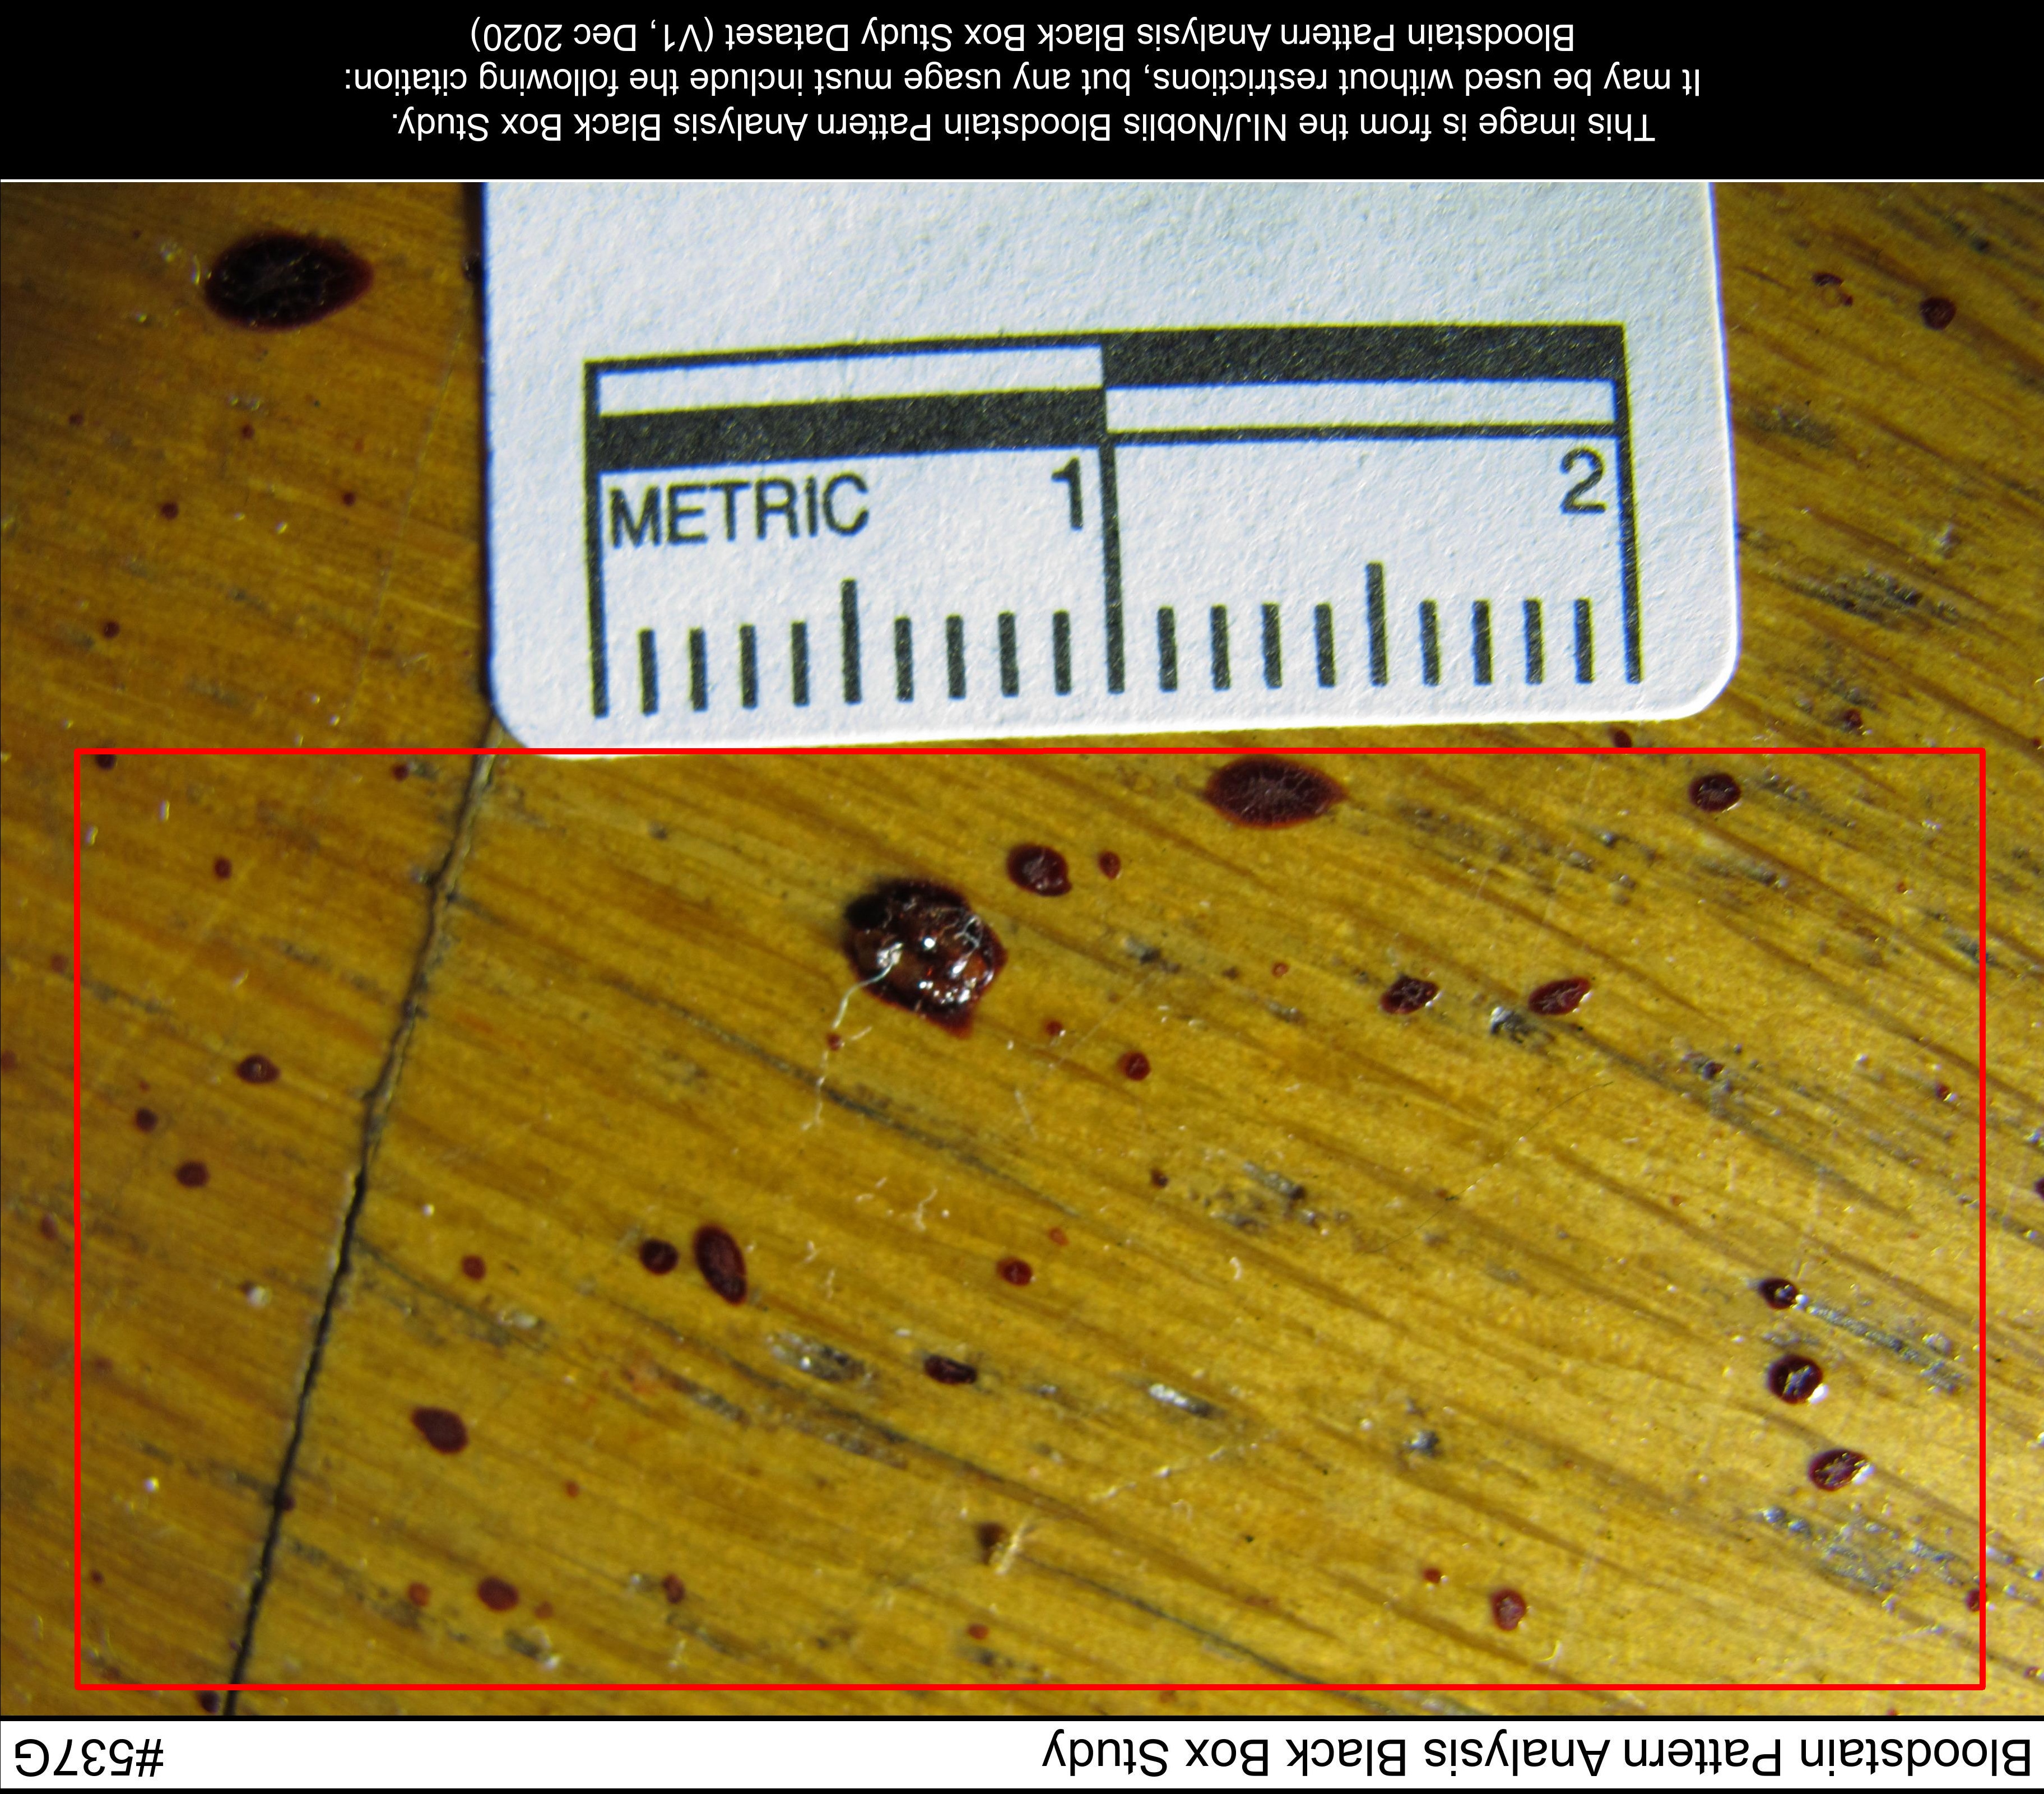 Bloodstain Pattern Analysis Black Box Study #537G
METRIC 1 2
This image is from the NIJ/Noblis Bloodstain Pattern Analysis Black Box Study.
It may be used without restrictions, but any usage must include the following citation:
Bloodstain Pattern Analysis Black Box Study Dataset (V1, Dec 2020)